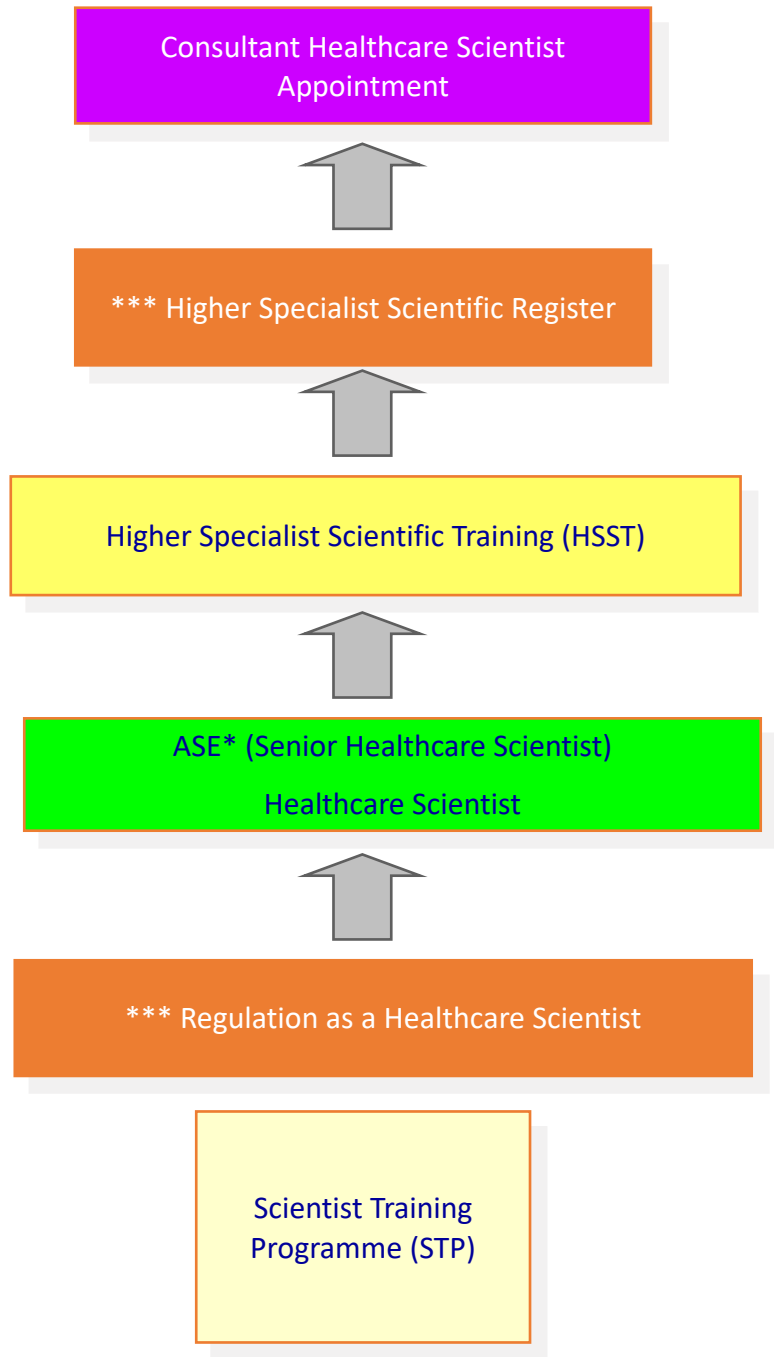 Consultant Healthcare Scientist
Appointment
*** Higher Specialist Scientific Register
Higher Specialist Scientific Training (HSST)
ASE* (Senior Healthcare Scientist)
Healthcare Scientist
*** Regulation as a Healthcare Scientist
Scientist Training
Programme (STP)